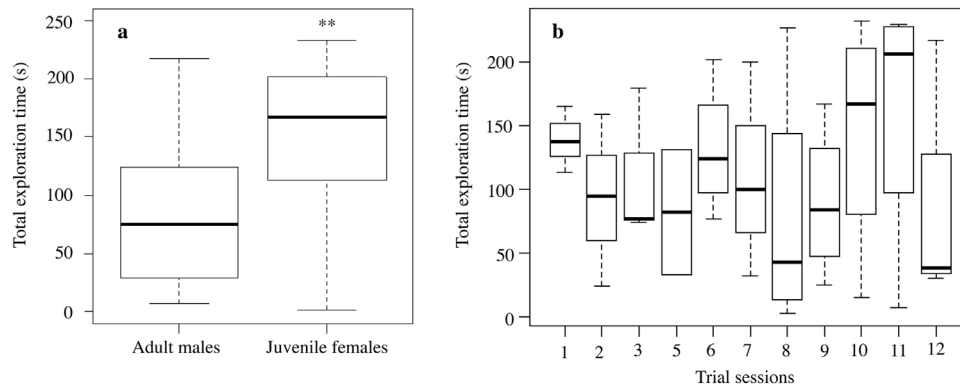 a
**
Total exploration time (s)
250
200
150
100
50
0
Adult males
Juvenile females
b
Total exploration time (s)
200
150
100
50
0
1 2 3 5 6 7 8 9 10 11 12
Trial sessions